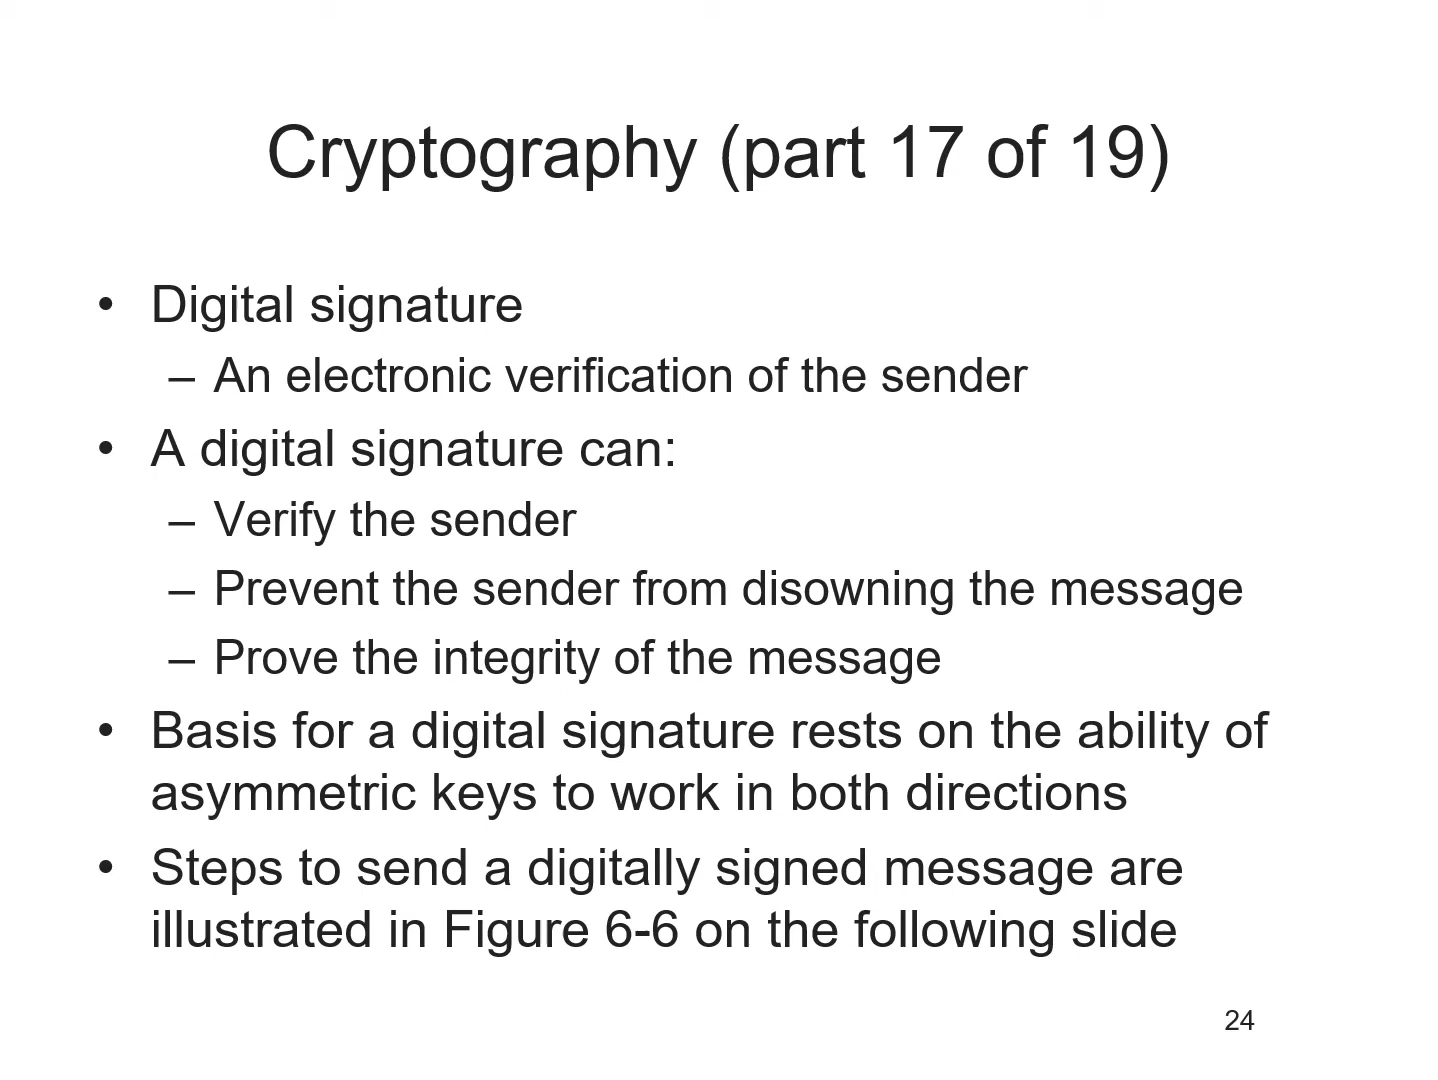 Cryptography (part 17 of 19)
• Digital signature
– An electronic verification of the sender
• A digital signature can:
– Verify the sender
– Prevent the sender from disowning the message
– Prove the integrity of the message
• Basis for a digital signature rests on the ability of
asymmetric keys to work in both directions
• Steps to send a digitally signed message are
illustrated in Figure 6-6 on the following slide
24